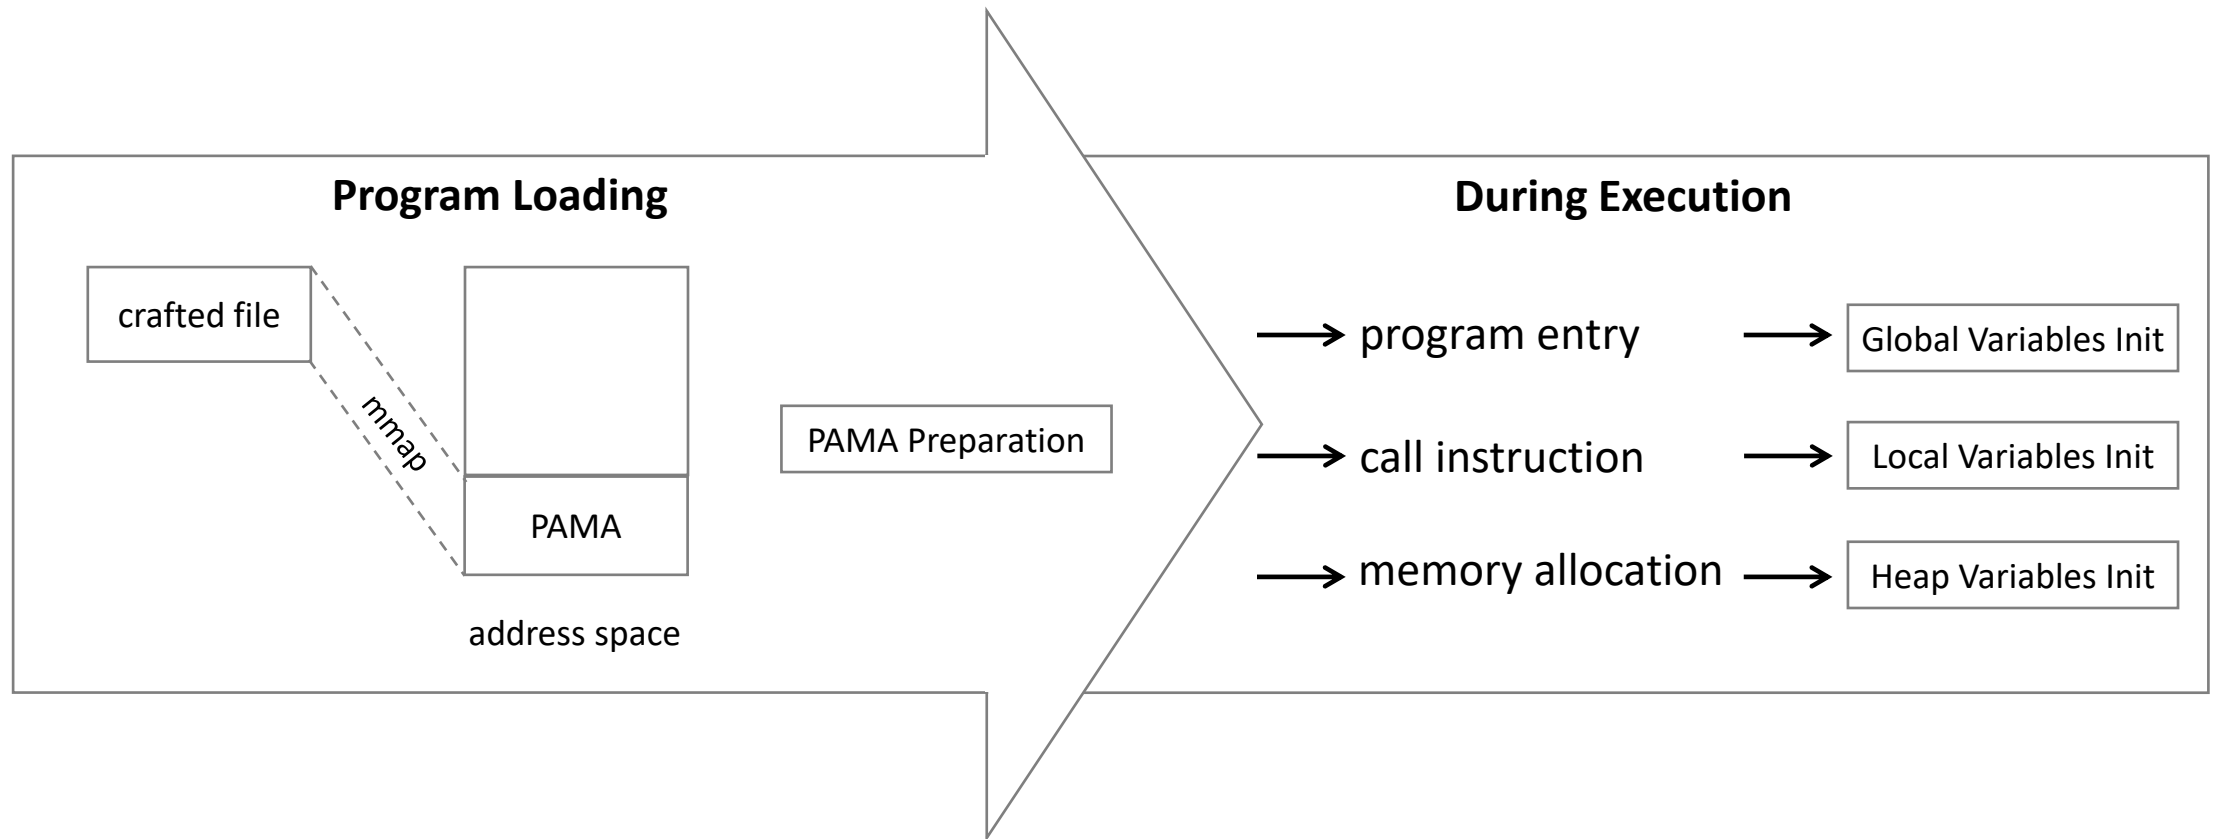 Program Loading
crafted file
mmap
PAMA
address space
PAMA Preparation
During Execution
program entry
Global Variables Init
call instruction
Local Variables Init
memory allocation
Heap Variables Init